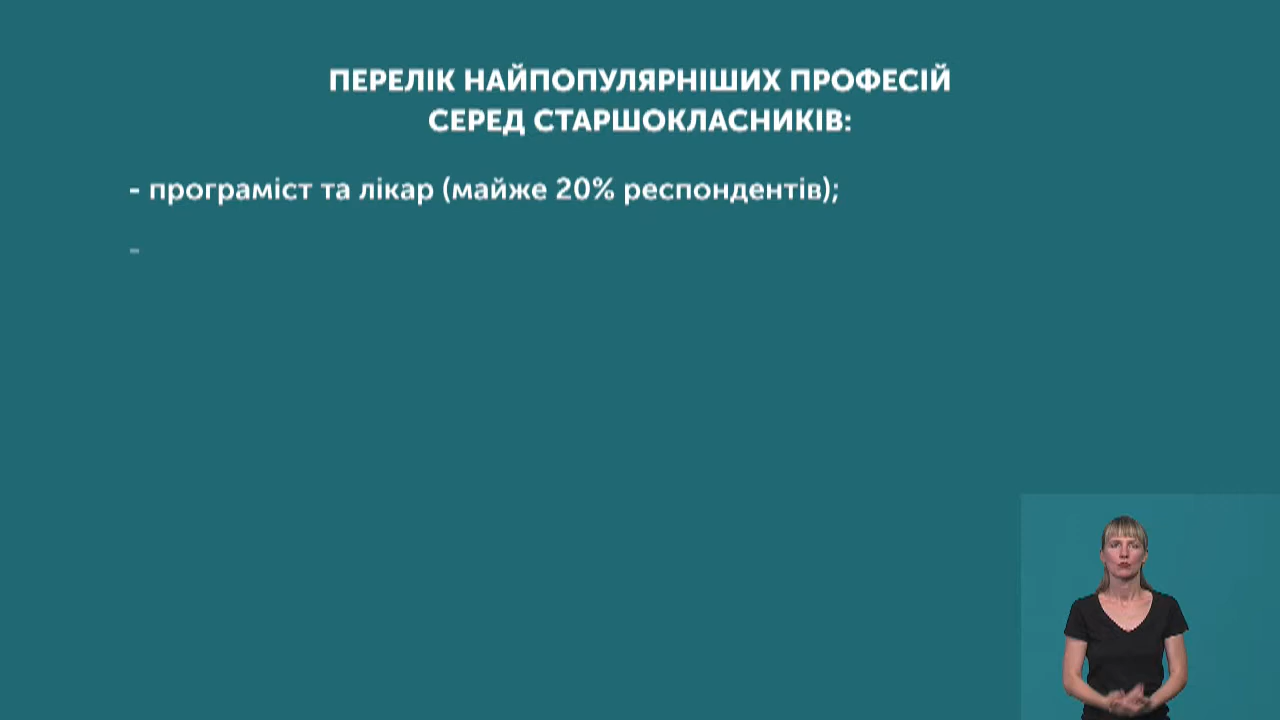 ПЕРЕЛІК НАЙПОПУЛЯРНІШИХ ПРОФЕСІЙ
СЕРЕД СТАРШОКЛАСНИКІВ:
- програміст та лікар (майже 20% респондентів);
-